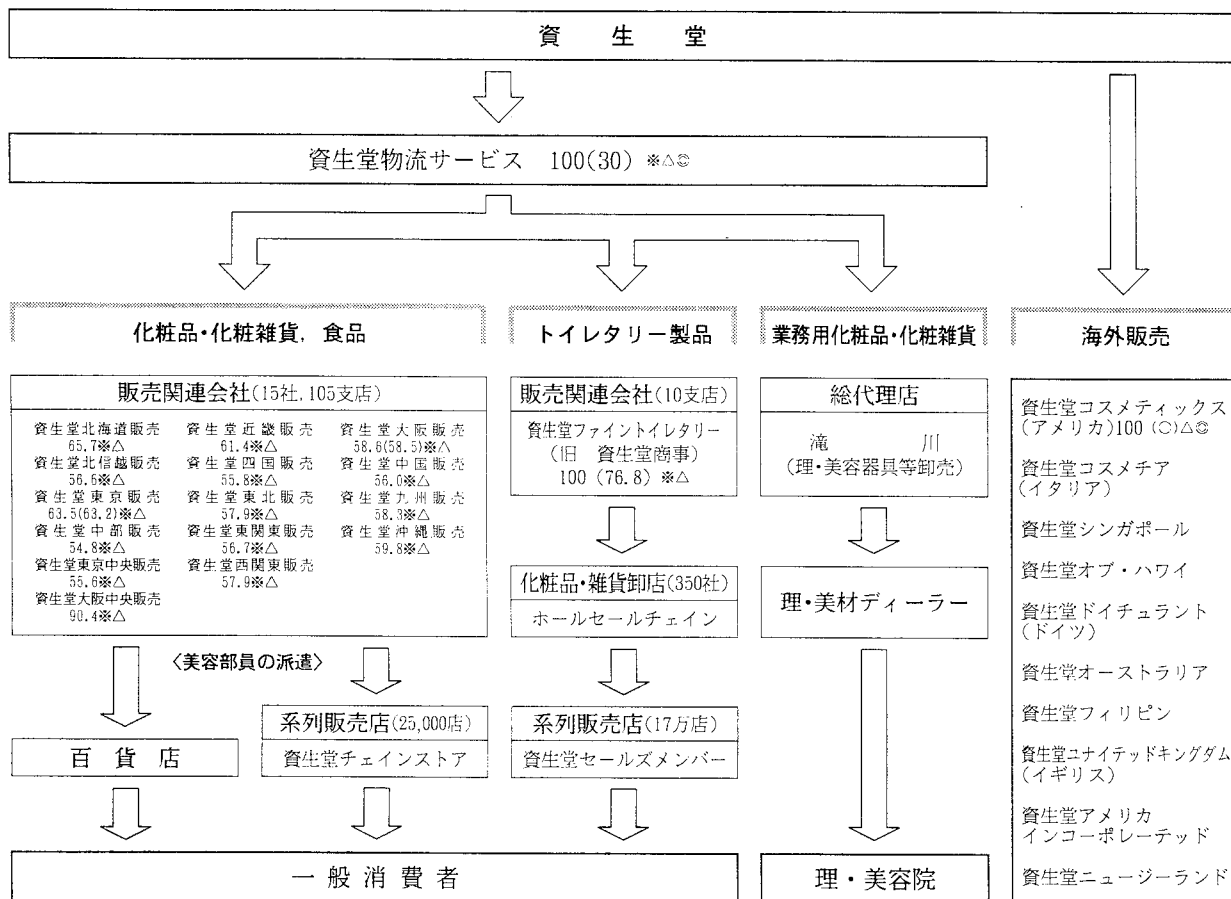 資生堂
資生堂物流サービス 100(30) ※△◎
化粧品・化粧雑貨，食品
販売関連会社(15社，105支店)
資生堂北海道販売 資生堂近畿販売 資生堂大阪販売
65.7※△ 61.4※△ 58.6(58.5)※△
資生堂北信越販売 資生堂四国販売 資生堂中国販売
56.6※△ 55.8※△ 56.0※△
資生堂東京販売 資生堂東北販売 資生堂九州販売
63.5(63.2)※△ 57.9※△ 58.3※△
資生堂中部販売 資生堂東関東販売 資生堂沖縄販売
54.8※△ 56.7※△ 59.8※△
資生堂東京中央販売 資生堂西関東販売
55.6※△ 57.9※△
資生堂大阪中央販売
90.4※△
〈美容部員の派遣〉
百貨店
系列販売店(25,000店)
資生堂チェインストア
トイレタリー製品
販売関連会社(10支店)
資生堂ファイントイレタリー
(旧 資生堂商事)
100 (76.8) ※△
化粧品・雑貨卸店(350社)
ホールセールチェイン
系列販売店(17万店)
資生堂セールズメンバー
一般消費者
業務用化粧品・化粧雑貨
総代理店
滝川
(理・美容器具等卸売)
理・美材ディーラー
理・美容院
海外販売
資生堂コスメティックス
(アメリカ)100 (○)△◎
資生堂コスメチア
(イタリア)
資生堂シンガポール
資生堂オブ・ハワイ
資生堂ドイチュラント
(ドイツ)
資生堂オーストラリア
資生堂フィリピン
資生堂ユナイテッドキングダム
(イギリス)
資生堂アメリカ
インコーポレーテッド
資生堂ニュージーランド